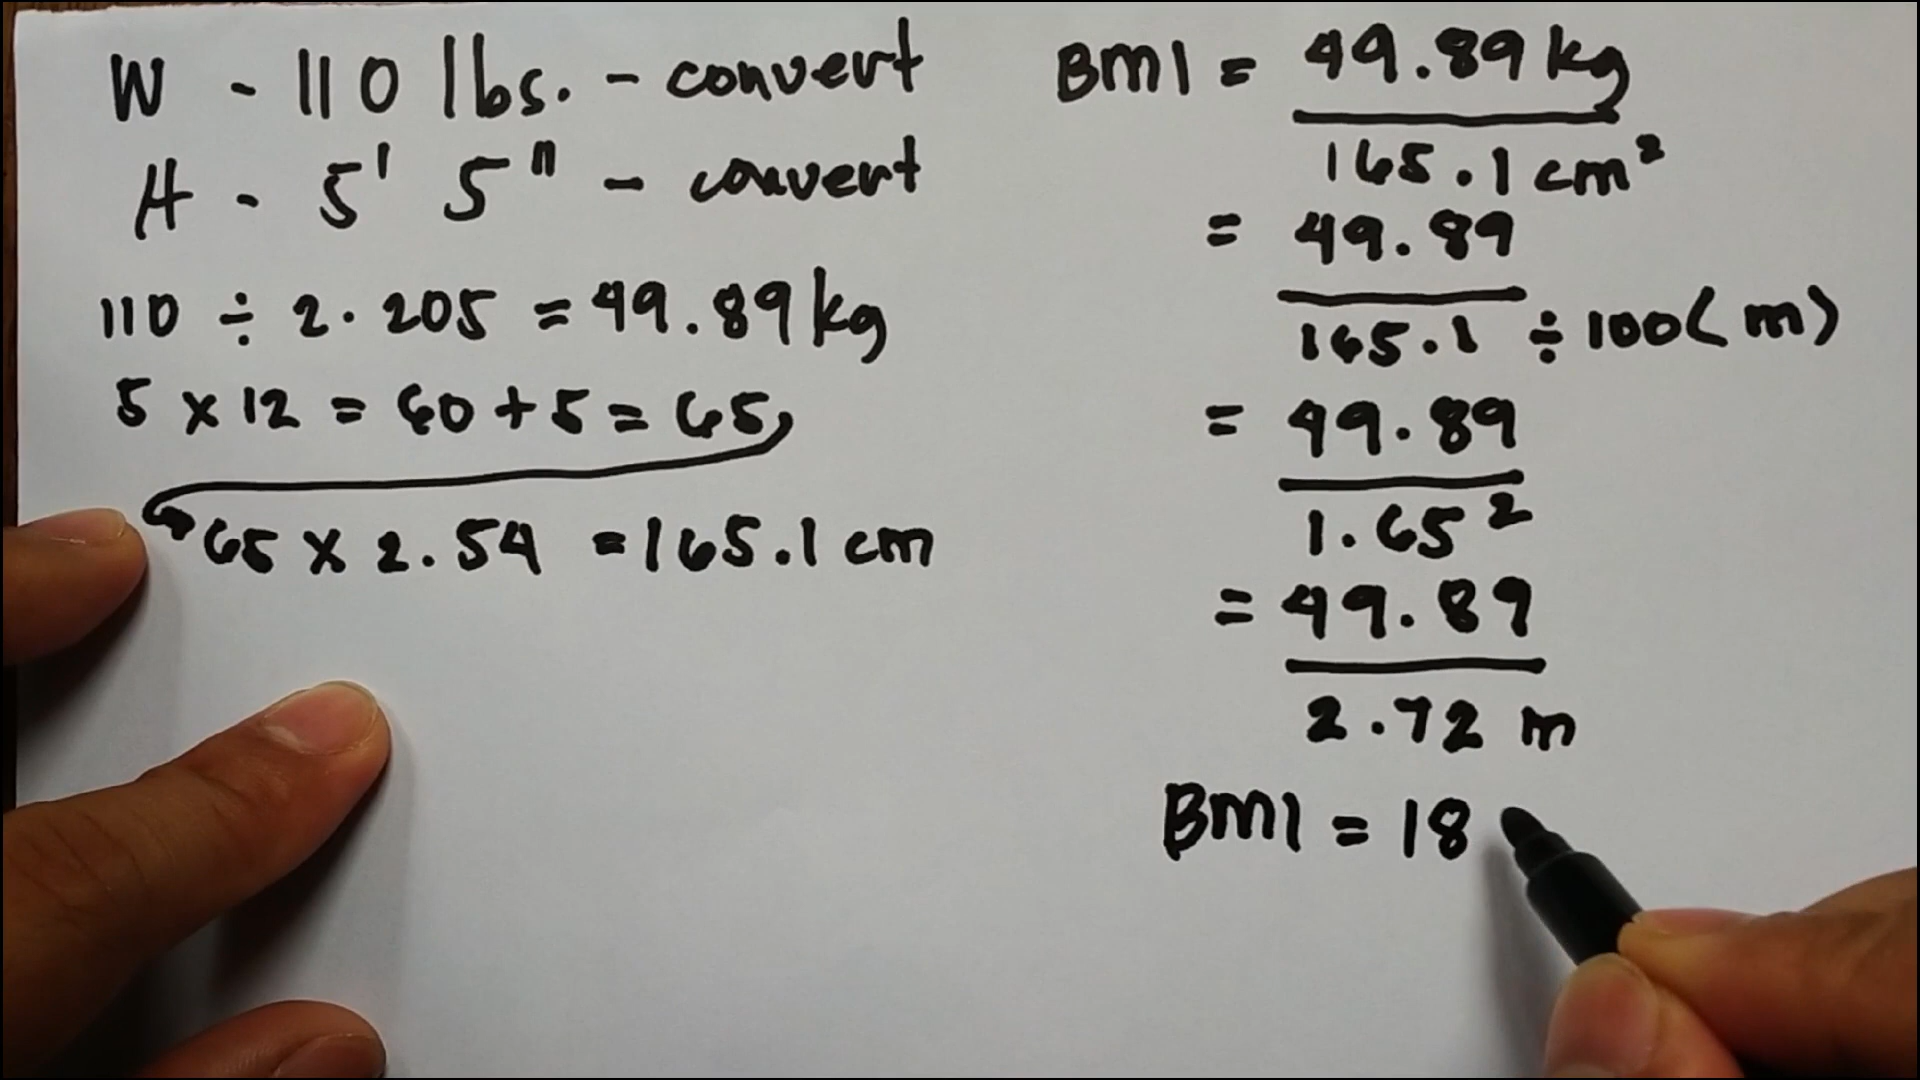 W - 110 lbs. - convert
H - 5' 5" - convert
110 ÷ 2.205 = 49.89 kg
5 x 12 = 60 + 5 = 65
65 x 2.54 = 165.1 cm
BMI = 49.89 kg
165.1 cm²
= 49.89
165.1 ÷ 100 (m)
= 49.89
1.65²
= 49.89
2.72 m
BMI = 18